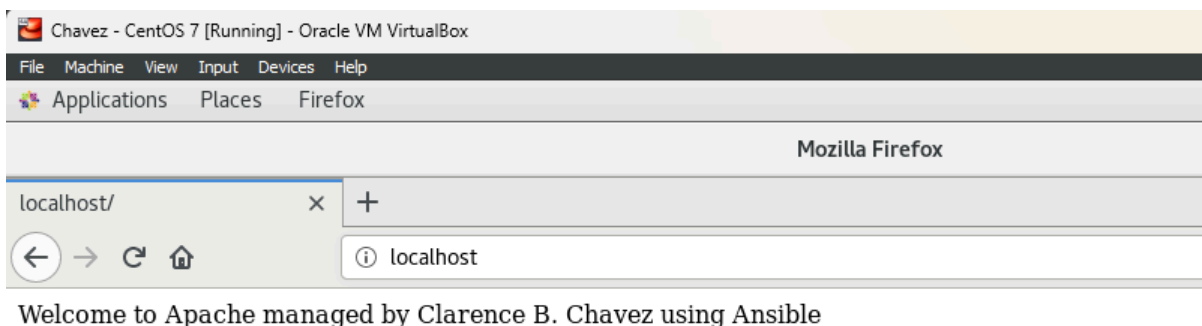 Chavez - CentOS 7 [Running] - Oracle VM VirtualBox
File Machine View Input Devices Help
Applications Places Firefox
Mozilla Firefox
localhost/
localhost
Welcome to Apache managed by Clarence B. Chavez using Ansible